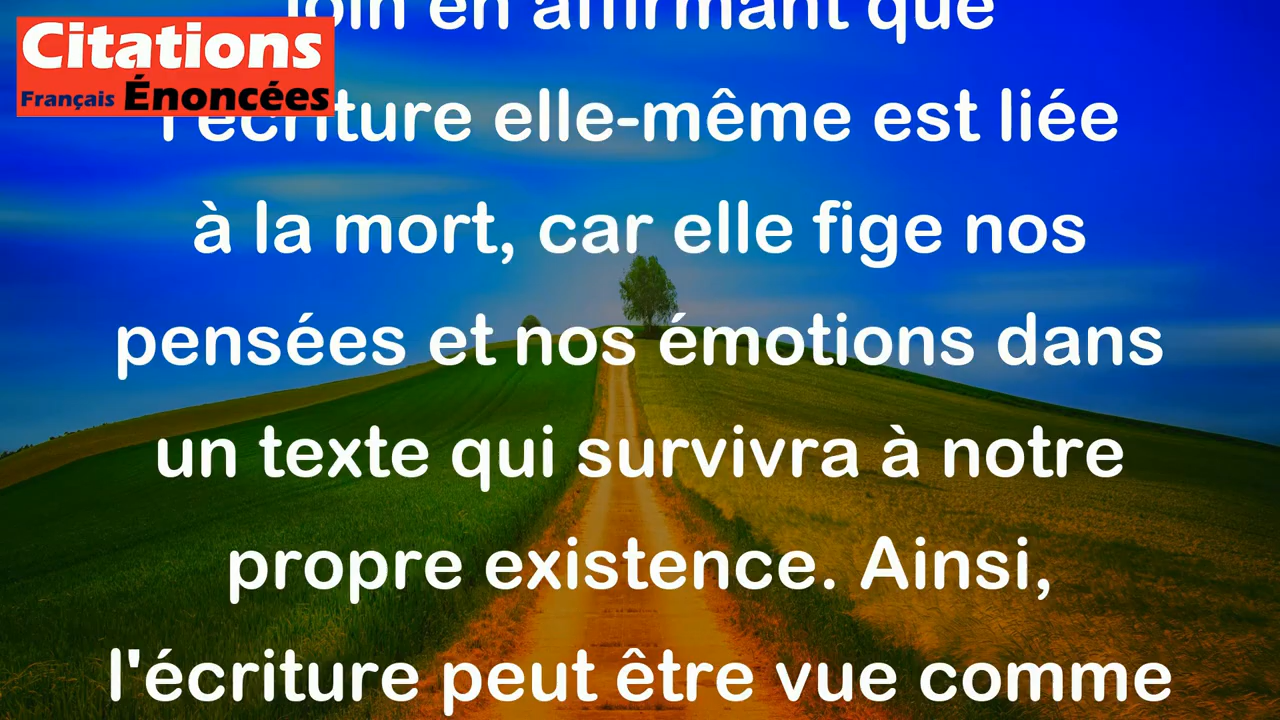 Citations
Français Énoncées
loin en affirmant que
l'écriture elle-même est liée
à la mort, car elle fige nos
pensées et nos émotions dans
un texte qui survivra à notre
propre existence. Ainsi,
l'écriture peut être vue comme